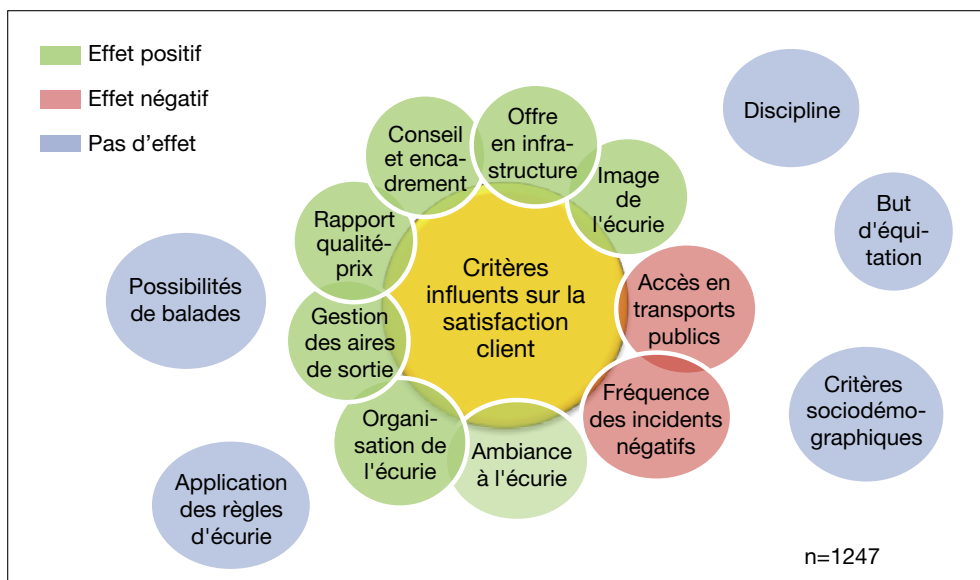 Effet positif
Effet négatif
Pas d'effet
Conseil
et enca-
drement
Offre
en infra-
structure
Image
de
l'écurie
Rapport
qualité-
prix
Gestion
des aires
de sortie
Organi-
sation de
l'écurie
Ambiance
à l'écurie
Fréquence
des incidents
négatifs
Accès en
transports
publics
Critères
influents sur la
satisfaction
client
Discipline
But
d'équi-
tation
Critères
sociodémo-
graphiques
Possibilités
de balades
Application
des règles
d'écurie
n=1247